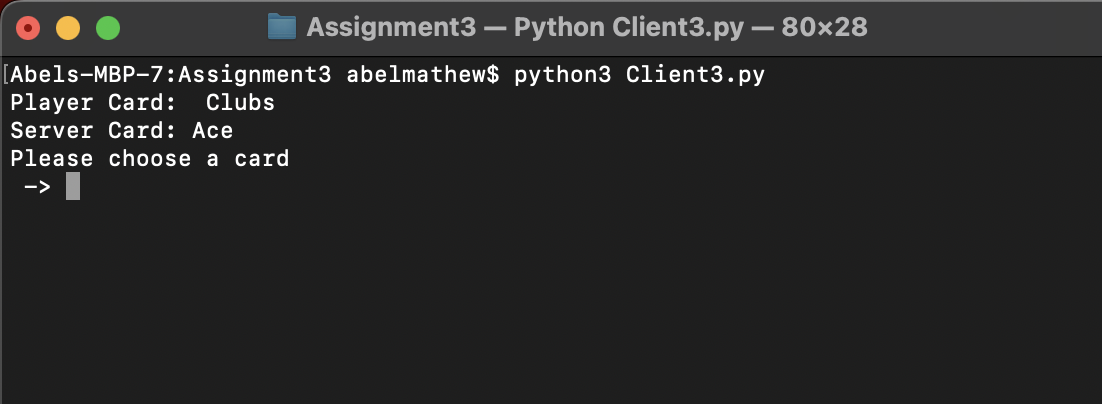 Assignment3 — Python Client3.py — 80×28
[Abels-MBP-7:Assignment3 abelmathew$ python3 Client3.py
Player Card:  Clubs
Server Card: Ace
Please choose a card
 ->